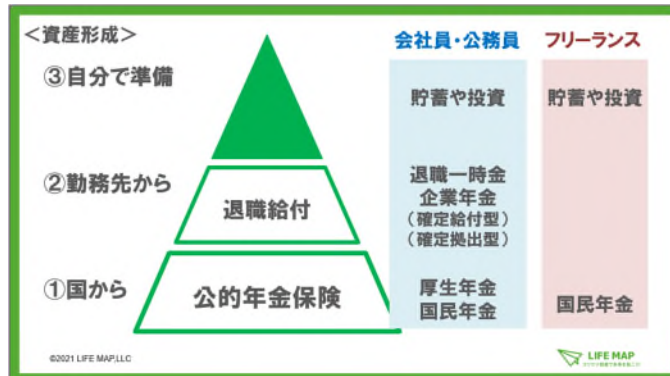 ＜資産形成＞
会社員・公務員
フリーランス
③自分で準備
貯蓄や投資
貯蓄や投資
②勤務先から
退職給付
退職一時金
企業年金
（確定給付型）
（確定拠出型）
①国から
公的年金保険
厚生年金
国民年金
国民年金
©2021 LIFE MAP,LLC
LIFE MAP